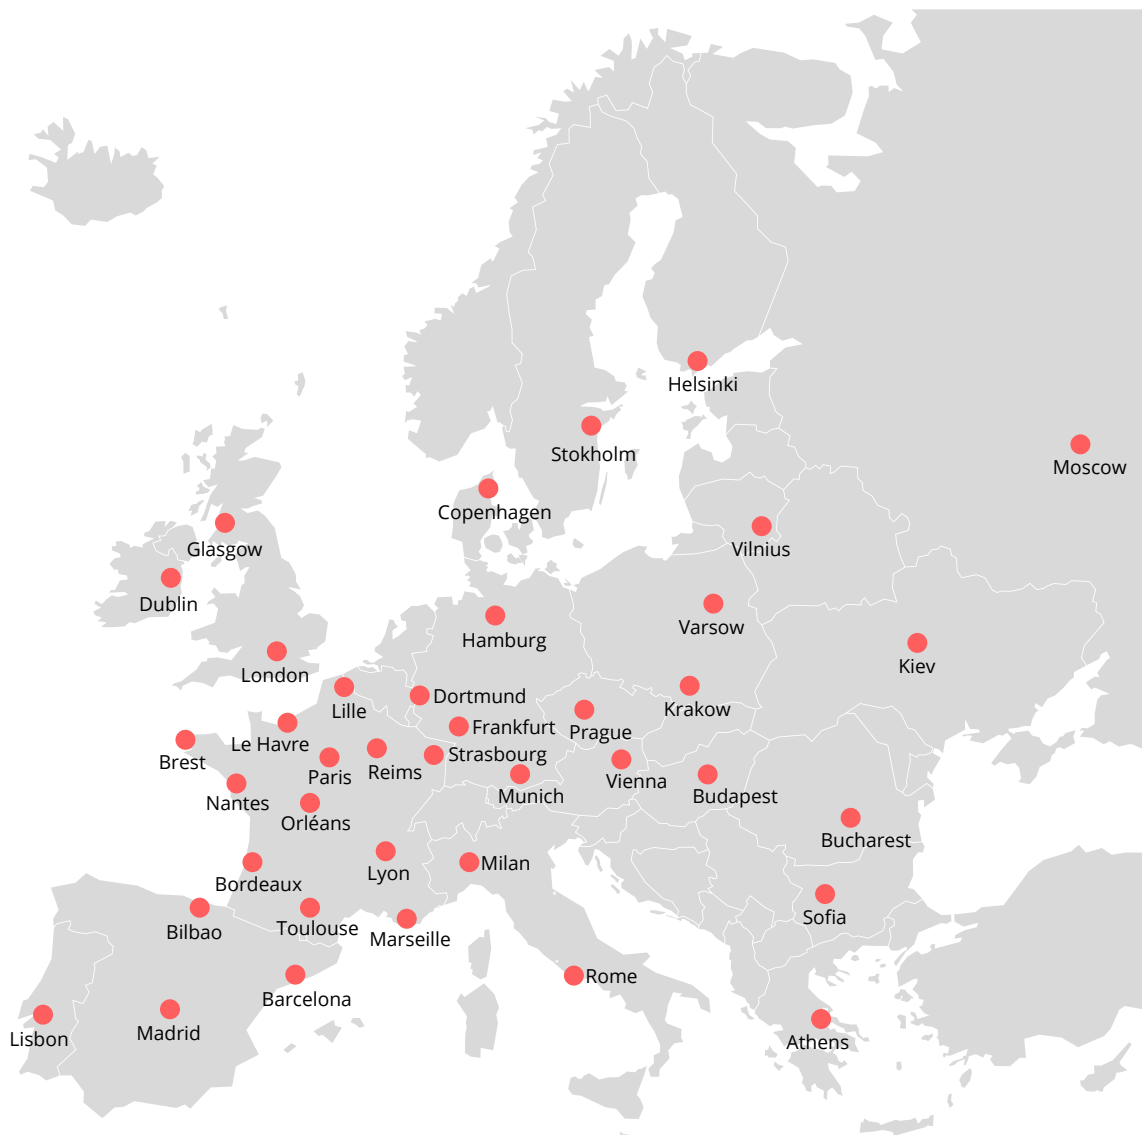 Helsinki
Stokholm
Moscow
Copenhagen
Vilnius
Glasgow
Dublin
Varsow
Hamburg
Kiev
London
Dortmund
Krakow
Lille
Frankfurt
Prague
Le Havre
Strasbourg
Brest
Paris
Reims
Vienna
Munich
Budapest
Nantes
Orléans
Bucharest
Milan
Lyon
Bordeaux
Sofia
Toulouse
Bilbao
Marseille
Rome
Barcelona
Madrid
Lisbon
Athens